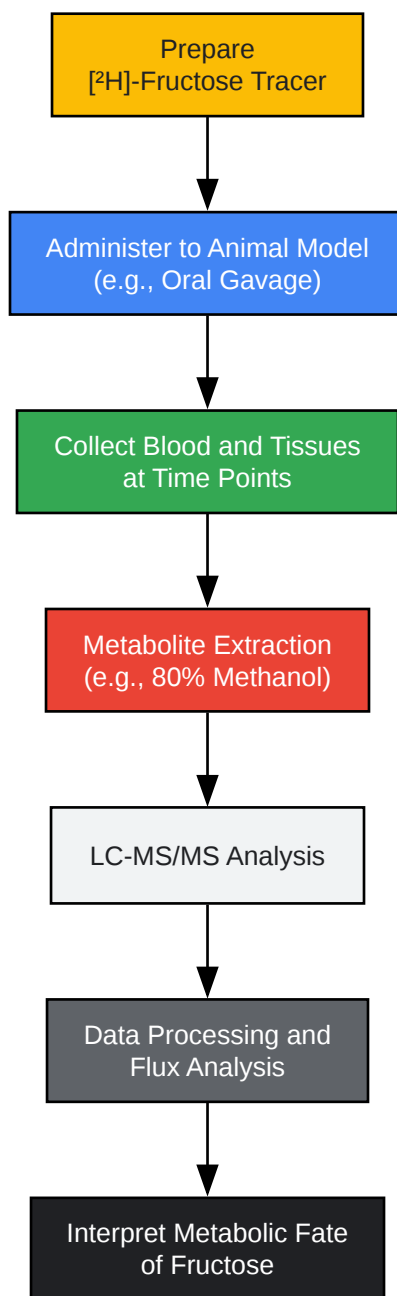 Prepare
[²H]-Fructose Tracer
Administer to Animal Model
(e.g., Oral Gavage)
Collect Blood and Tissues
at Time Points
Metabolite Extraction
(e.g., 80% Methanol)
LC-MS/MS Analysis
Data Processing and
Flux Analysis
Interpret Metabolic Fate
of Fructose